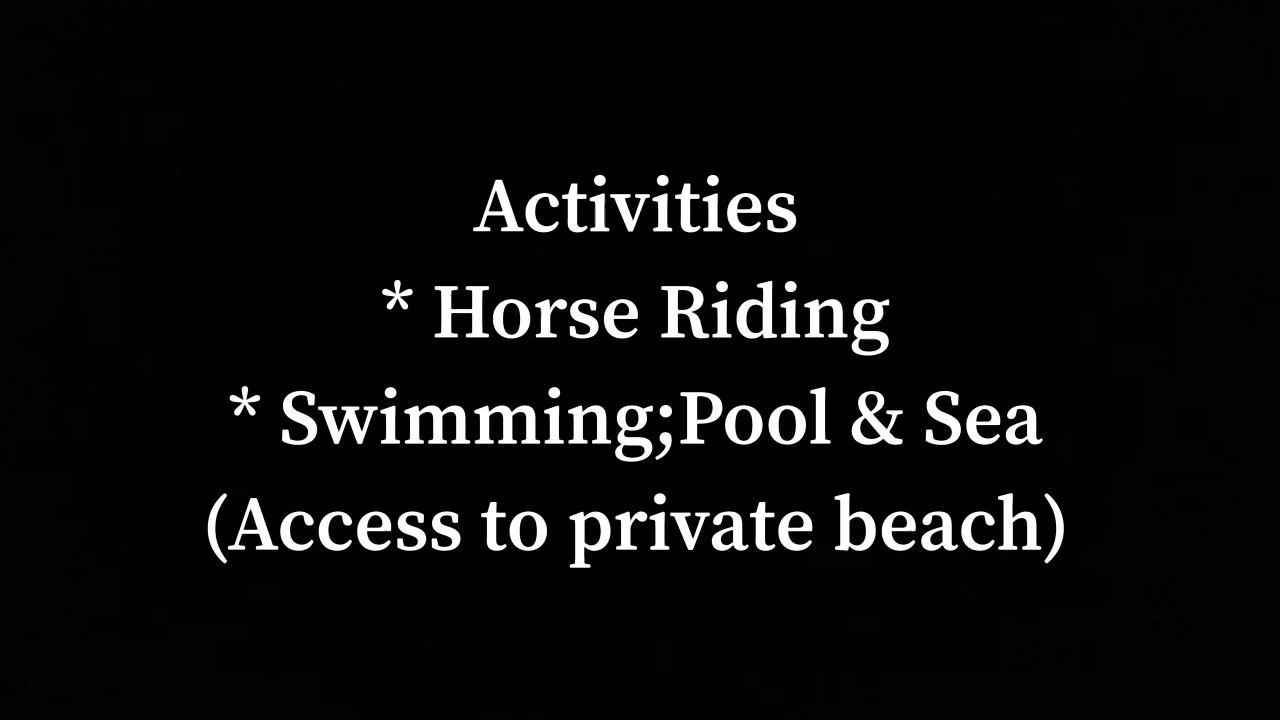 Activities
* Horse Riding
* Swimming;Pool & Sea
(Access to private beach)